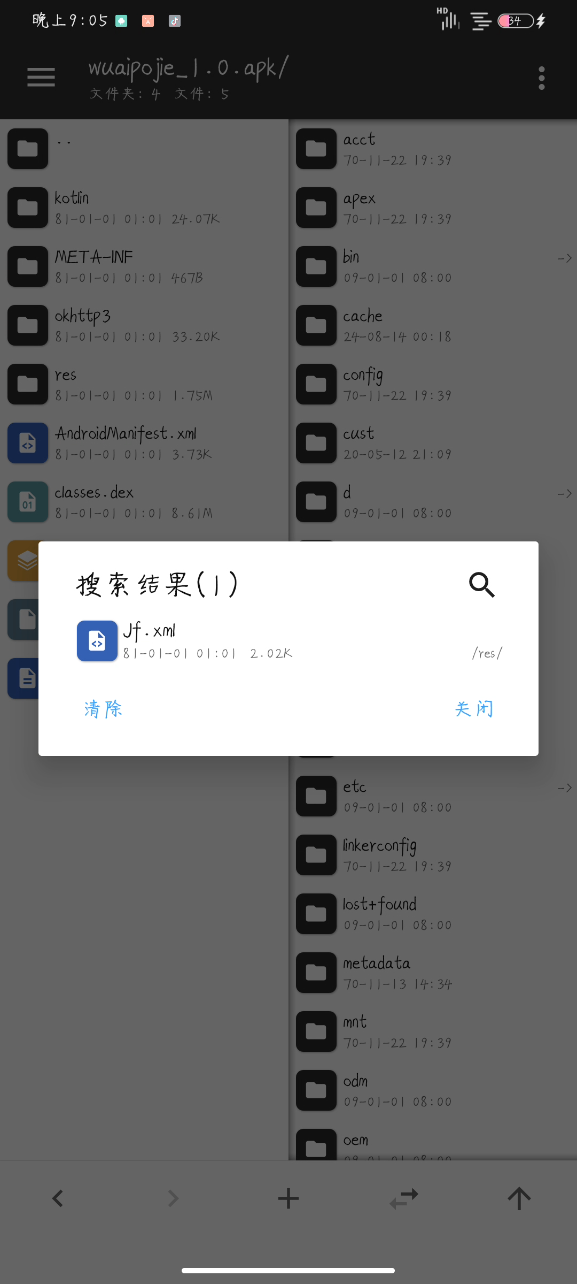 晚上9:05
HD
34
wuaipojie_1.0.apk/
文件夹: 4 文件: 5
..
kotlin
81-01-01 01:01 24.07K
META-INF
81-01-01 01:01 467B
okhttp3
81-01-01 01:01 33.20K
res
81-01-01 01:01 1.75M
AndroidManifest.xml
81-01-01 01:01 3.73K
classes.dex
81-01-01 01:01 8.61M
acct
70-11-22 19:39
apex
70-11-22 19:39
bin
09-01-01 08:00
->
cache
24-08-14 00:18
config
70-11-22 19:39
cust
20-05-12 21:09
d
09-01-01 08:00
->
搜索结果(1)
Jf.xml
81-01-01 01:01 2.02K
/res/
清除
关闭
etc
09-01-01 08:00
->
linkerconfig
70-11-22 19:39
lost+found
09-01-01 08:00
metadata
70-11-13 14:34
mnt
70-11-22 19:39
odm
09-01-01 08:00
oem